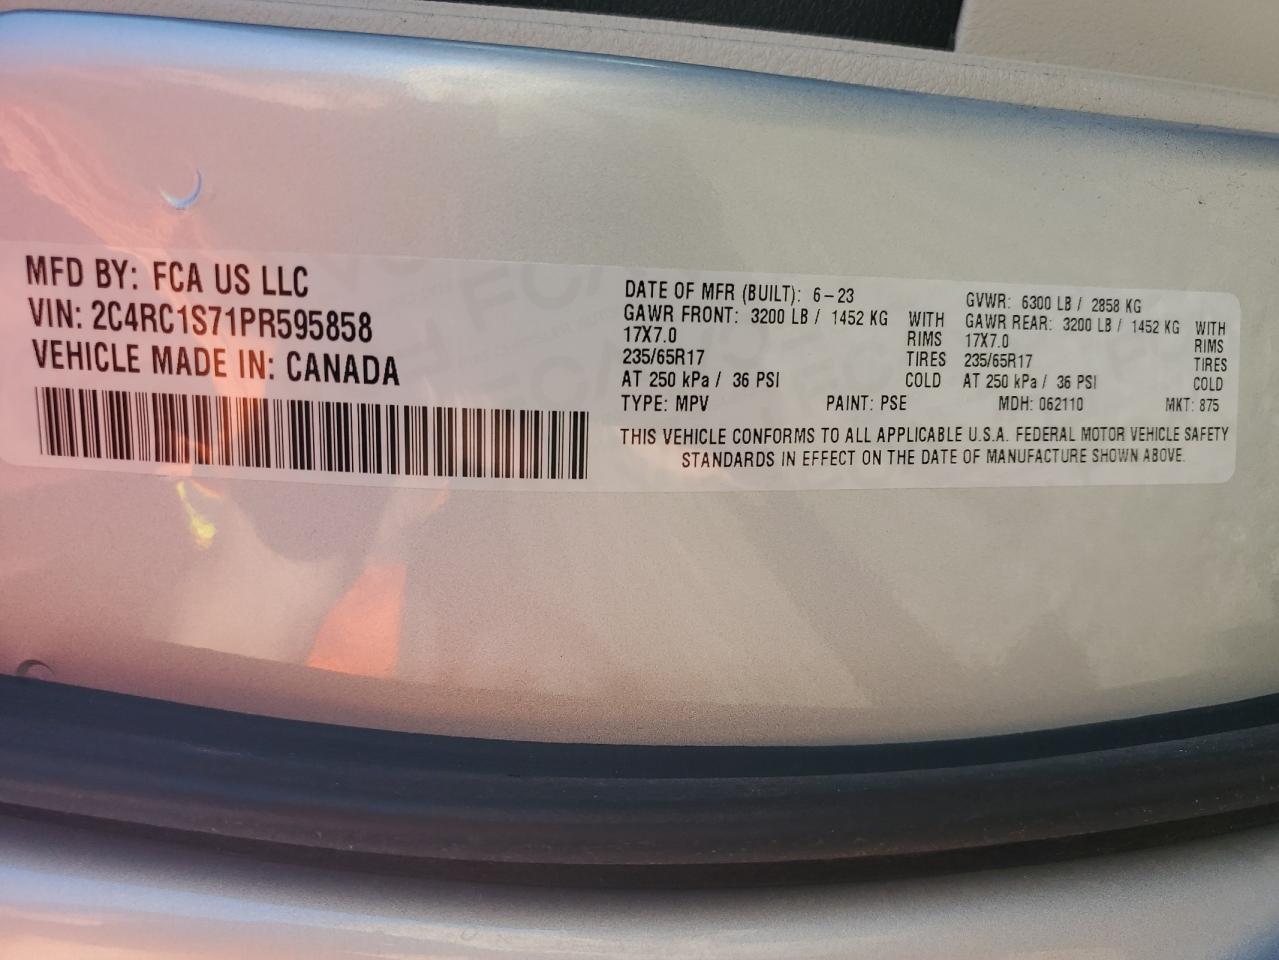 MFD BY: FCA US LLC
VIN: 2C4RC1S71PR595858
VEHICLE MADE IN: CANADA
DATE OF MFR (BUILT): 6-23
GAWR FRONT: 3200 LB / 1452 KG WITH
17X7.0 RIMS
235/65R17 TIRES
AT 250 kPa / 36 PSI COLD
GVWR: 6300 LB / 2858 KG
GAWR REAR: 3200 LB / 1452 KG WITH
17X7.0 RIMS
235/65R17 TIRES
AT 250 kPa / 36 PSI COLD
TYPE: MPV PAINT: PSE MDH: 062110 MKT: 875
THIS VEHICLE CONFORMS TO ALL APPLICABLE U.S.A. FEDERAL MOTOR VEHICLE SAFETY
STANDARDS IN EFFECT ON THE DATE OF MANUFACTURE SHOWN ABOVE.